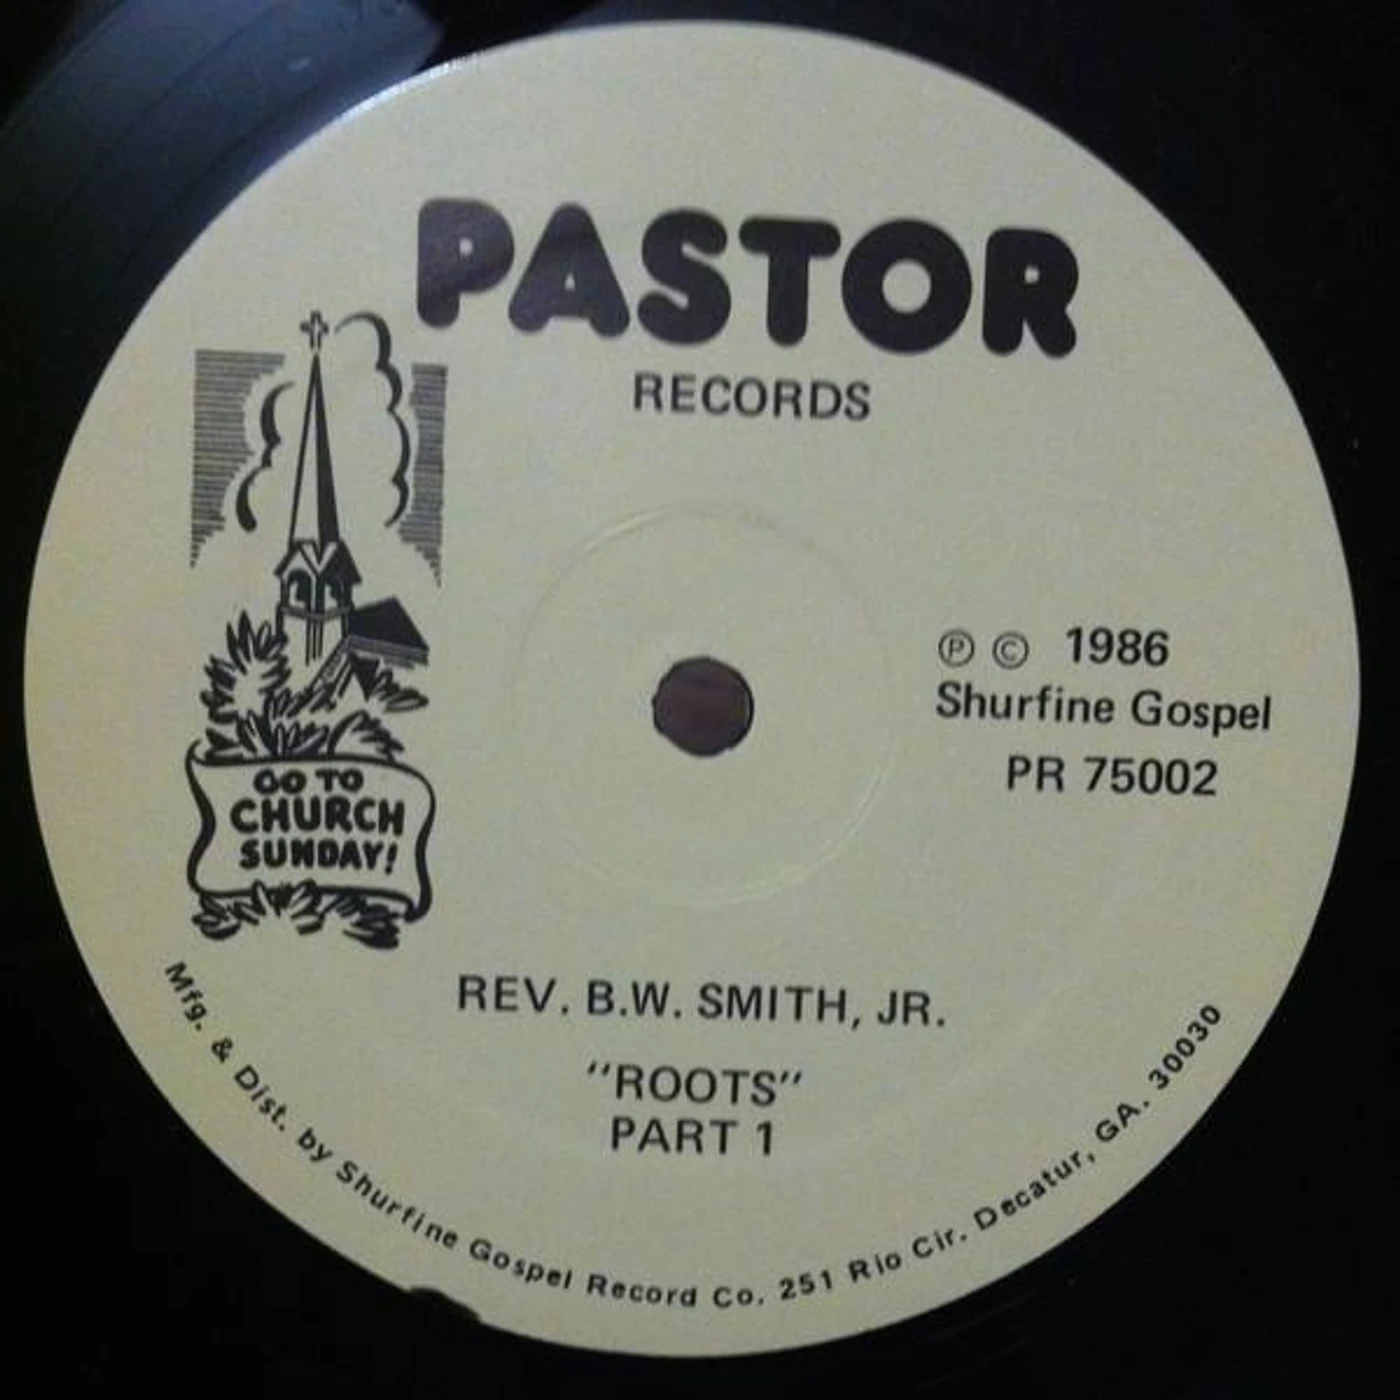 PASTOR
RECORDS
Ⓟ © 1986
Shurfine Gospel
PR 75002
GO TO
CHURCH
SUNDAY!
REV. B.W. SMITH, JR.
"ROOTS"
PART 1
Mfg. & Dist. by Shurfine Gospel Record Co. 251 Rio Cir. Decatur, GA. 30030